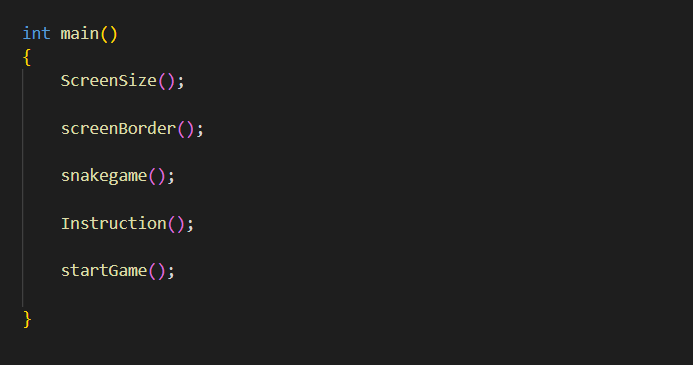 int main()
{
    ScreenSize();
    screenBorder();
    snakegame();
    Instruction();
    startGame();
}